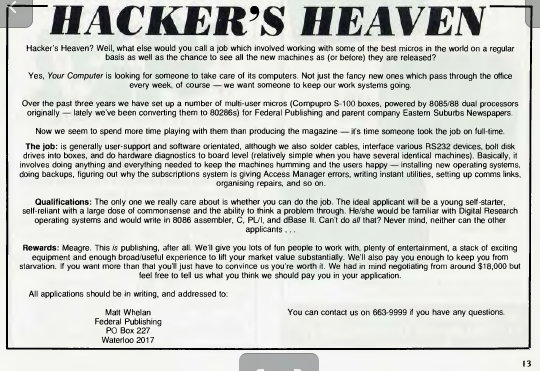 HACKER'S HEAVEN
Hacker's Heaven? Well, what else would you call a job which involved working with some of the best micros in the world on a regular
basis as well as the chance to see all the new machines as (or before) they are released?
Yes, Your Computer is looking for someone to take care of its computers. Not just the fancy new ones which pass through the office
every week, of course — we want someone to keep our work systems going.
Over the past three years we have set up a number of multi-user micros (Compupro S-100 boxes, powered by 8085/88 dual processors
originally — lately we've been converting them to 80286s) for Federal Publishing and parent company Eastern Suburbs Newspapers.
Now we seem to spend more time playing with them than producing the magazine — it's time someone took the job on full-time.
The job: is generally user-support and software orientated, although we also solder cables, interface various RS232 devices, bolt disk
drives into boxes, and do hardware diagnostics to board level (relatively simple when you have several identical machines). Basically, it
involves doing anything and everything needed to keep the machines humming and the users happy — installing new operating systems,
doing backups, figuring out why the subscriptions system is giving Access Manager errors, writing instant utilities, setting up comms links,
organising repairs, and so on.
Qualifications: The only one we really care about is whether you can do the job. The ideal applicant will be a young self-starter,
self-reliant with a large dose of commonsense and the ability to think a problem through. He/she would be familiar with Digital Research
operating systems and would write in 8086 assembler, C, PL/I, and dBase II. Can't do all that? Never mind, neither can the other
applicants . . .
Rewards: Meagre. This is publishing, after all. We'll give you lots of fun people to work with, plenty of entertainment, a stack of exciting
equipment and enough broad/useful experience to lift your market value substantially. We'll also pay you enough to keep you from
starvation. If you want more than that you'll just have to convince us you're worth it. We had in mind negotiating from around $18,000 but
feel free to tell us what you think we should pay you in your application.
All applications should be in writing, and addressed to:
Matt Whelan
Federal Publishing
PO Box 227
Waterloo 2017
You can contact us on 663-9999 if you have any questions.
13